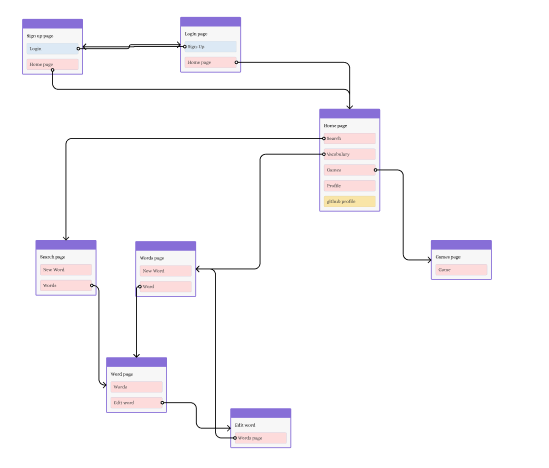 Sign up page
Login
Home page
Login page
Sign Up
Home page
Home page
Search
Vocabulary
Games
Profile
github profile
Search page
New Word
Words
Words page
New Word
Word
Games page
Game
Word page
Words
Edit word
Edit word
Words page